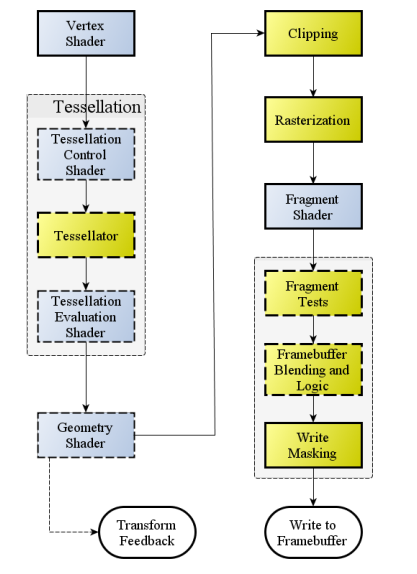 Vertex
Shader
Tessellation
Tessellation
Control
Shader
Tessellator
Tessellation
Evaluation
Shader
Geometry
Shader
Transform
Feedback
Clipping
Rasterization
Fragment
Shader
Fragment
Tests
Framebuffer
Blending and
Logic
Write
Masking
Write to
Framebuffer